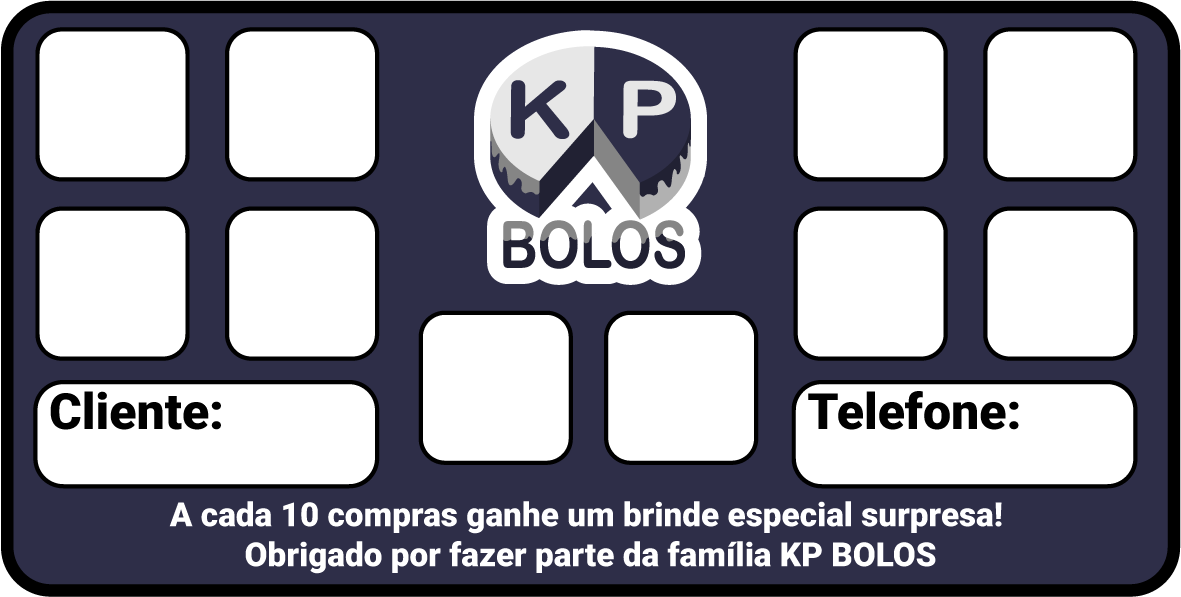 K P
BOLOS
Cliente:
Telefone:
A cada 10 compras ganhe um brinde especial surpresa!
Obrigado por fazer parte da família KP BOLOS